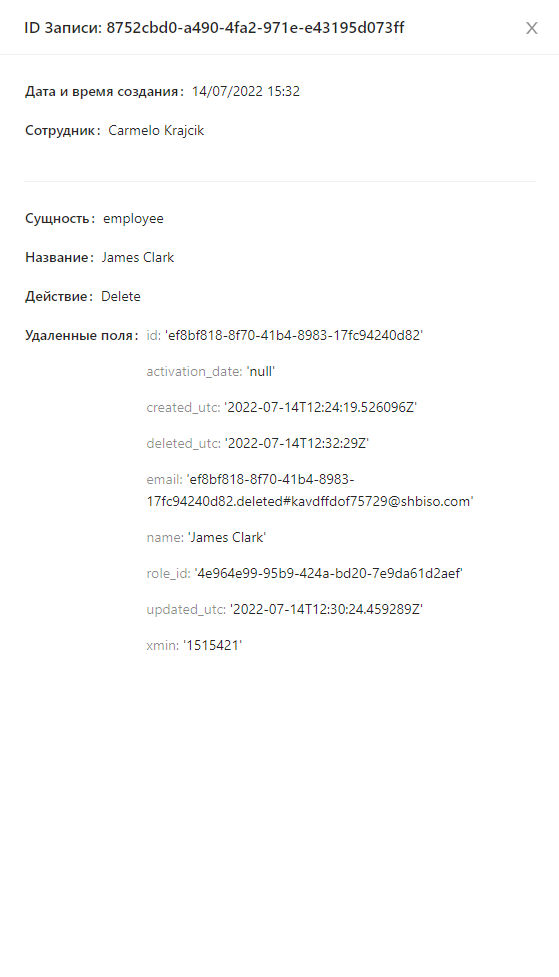 ID Записи: 8752cbd0-a490-4fa2-971e-e43195d073ff
Дата и время создания: 14/07/2022 15:32
Сотрудник: Carmelo Krajcik
Сущность: employee
Название: James Clark
Действие: Delete
Удаленные поля: id: 'ef8bf818-8f70-41b4-8983-17fc94240d82'
activation_date: 'null'
created_utc: '2022-07-14T12:24:19.526096Z'
deleted_utc: '2022-07-14T12:32:29Z'
email: 'ef8bf818-8f70-41b4-8983-
17fc94240d82.deleted#kavdffdof75729@shbiso.com'
name: 'James Clark'
role_id: '4e964e99-95b9-424a-bd20-7e9da61d2aef'
updated_utc: '2022-07-14T12:30:24.459289Z'
xmin: '1515421'